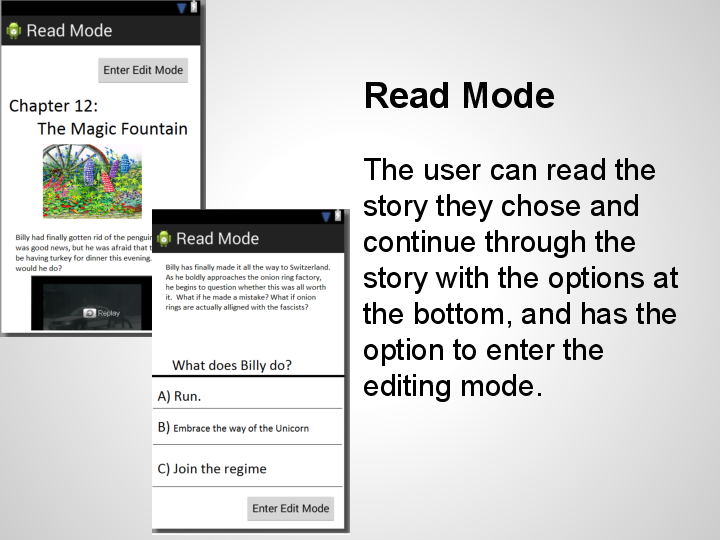 Read Mode
Enter Edit Mode
Chapter 12:
The Magic Fountain
Billy had finally gotten rid of the penguin
was good news, but he was afraid that
be having turkey for dinner this evening.
would he do?
Replay
Read Mode
Billy has finally made it all the way to Switzerland.
As he boldly approaches the onion ring factory,
he begins to question whether this was all worth
it. What if he made a mistake? What if onion
rings are actually alligned with the fascists?
What does Billy do?
A) Run.
B) Embrace the way of the Unicorn
C) Join the regime
Enter Edit Mode
Read Mode
The user can read the
story they chose and
continue through the
story with the options at
the bottom, and has the
option to enter the
editing mode.